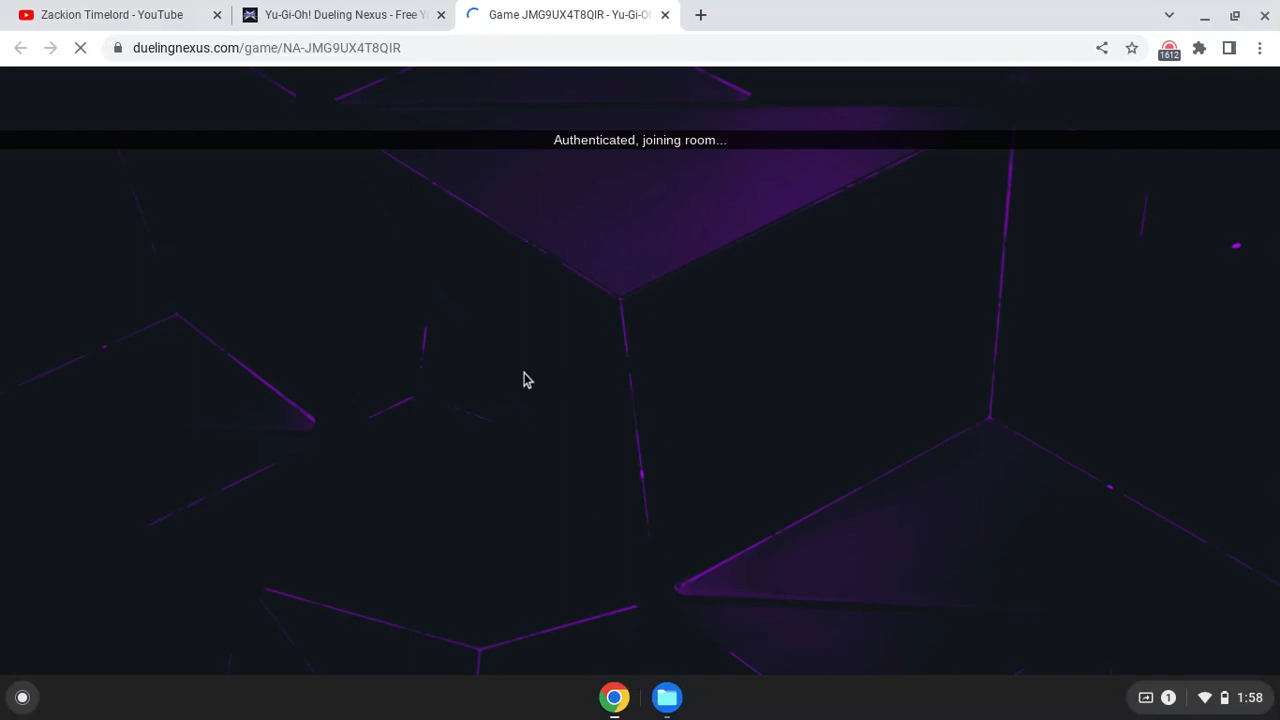 Zackion Timelord - YouTube
Yu-Gi-Oh! Dueling Nexus - Free Y
Game JMG9UX4T8QIR - Yu-Gi-O
duelingnexus.com/game/NA-JMG9UX4T8QIR
1612
Authenticated, joining room...
1
1:58